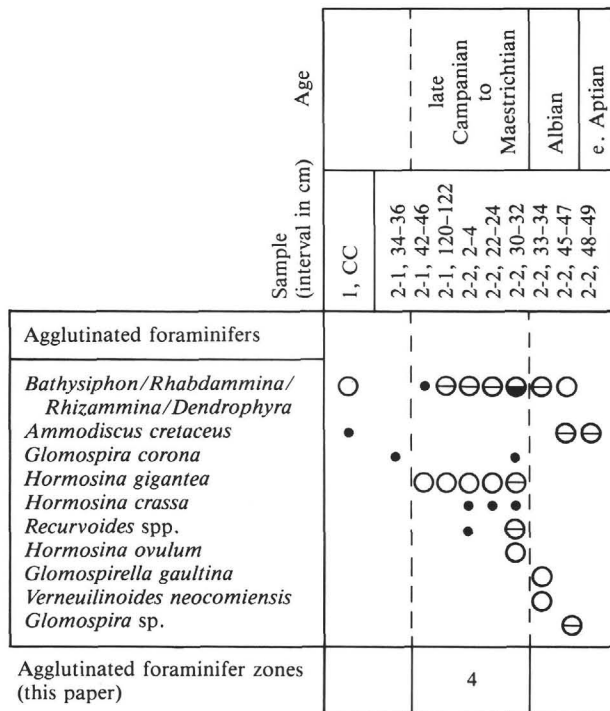 Age
late
Campanian
to
Maestrichtian
Albian
e. Aptian
Sample
(interval in cm)
1, CC
2-1, 34-36
2-1, 42-46
2-1, 120-122
2-2, 2-4
2-2, 22-24
2-2, 30-32
2-2, 33-34
2-2, 45-47
2-2, 48-49
Agglutinated foraminifers
Bathysiphon/Rhabdammina/
Rhizammina/Dendrophyra
Ammodiscus cretaceus
Glomospira corona
Hormosina gigantea
Hormosina crassa
Recurvoides spp.
Hormosina ovulum
Glomospirella gaultina
Verneuilinoides neocomiensis
Glomospira sp.
Agglutinated foraminifer zones
(this paper)
4